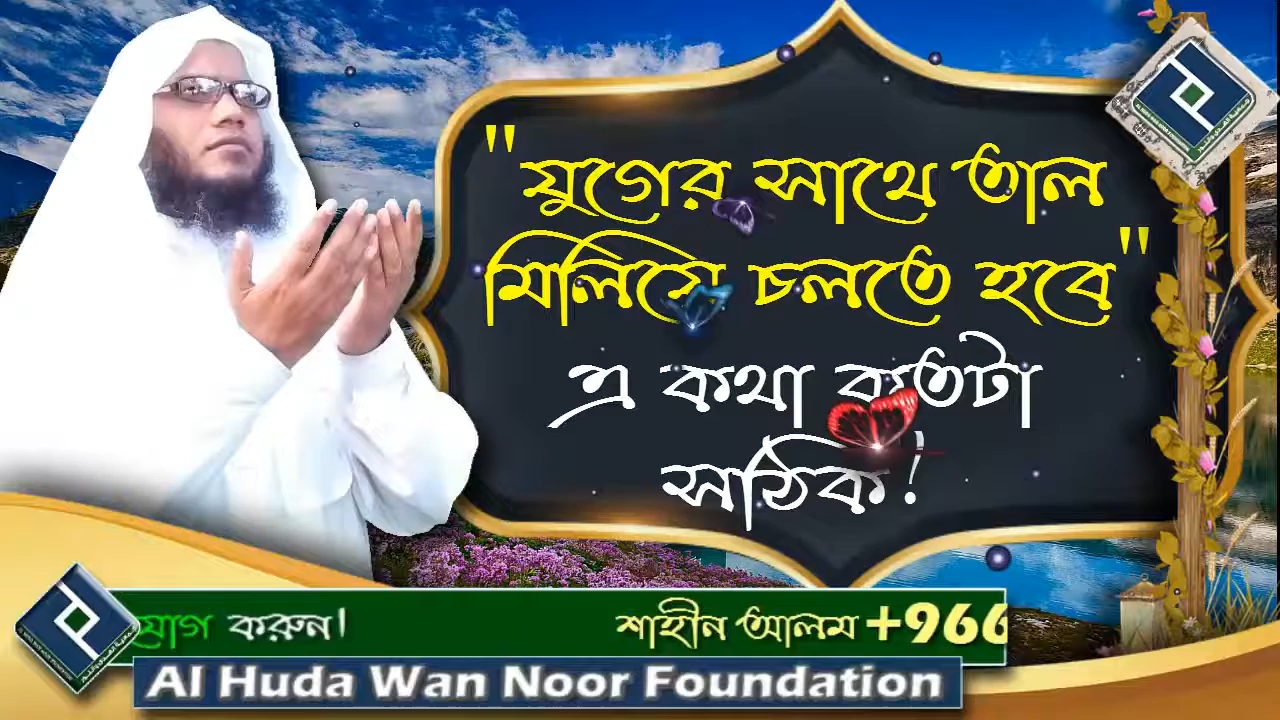 "যুগের সাথে তাল
মিলিয়ে চলতে হবে"
এ কথা কতটা
সঠিক!
যোগ করুন। শাহীন আলম +966
Al Huda Wan Noor Foundation